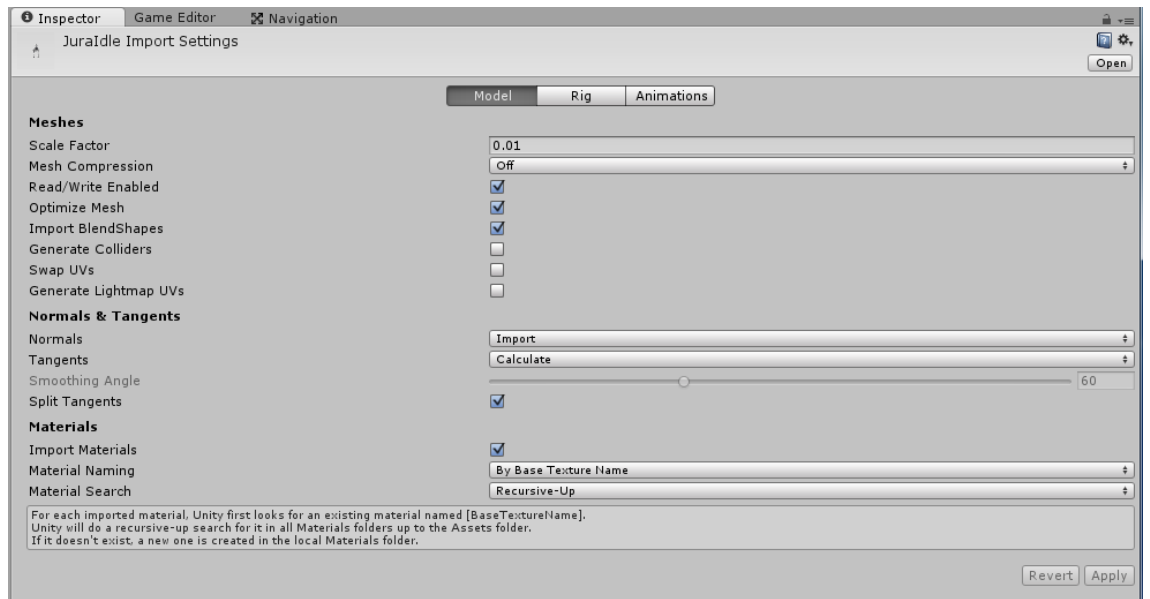 Inspector Game Editor Navigation
JuraIdle Import Settings
Open
Model Rig Animations
Meshes
Scale Factor 0.01
Mesh Compression Off
Read/Write Enabled
Optimize Mesh
Import BlendShapes
Generate Colliders
Swap UVs
Generate Lightmap UVs
Normals & Tangents
Normals Import
Tangents Calculate
Smoothing Angle 60
Split Tangents
Materials
Import Materials
Material Naming By Base Texture Name
Material Search Recursive-Up
For each imported material, Unity first looks for an existing material named [BaseTextureName].
Unity will do a recursive-up search for it in all Materials folders up to the Assets folder.
If it doesn't exist, a new one is created in the local Materials folder.
Revert Apply